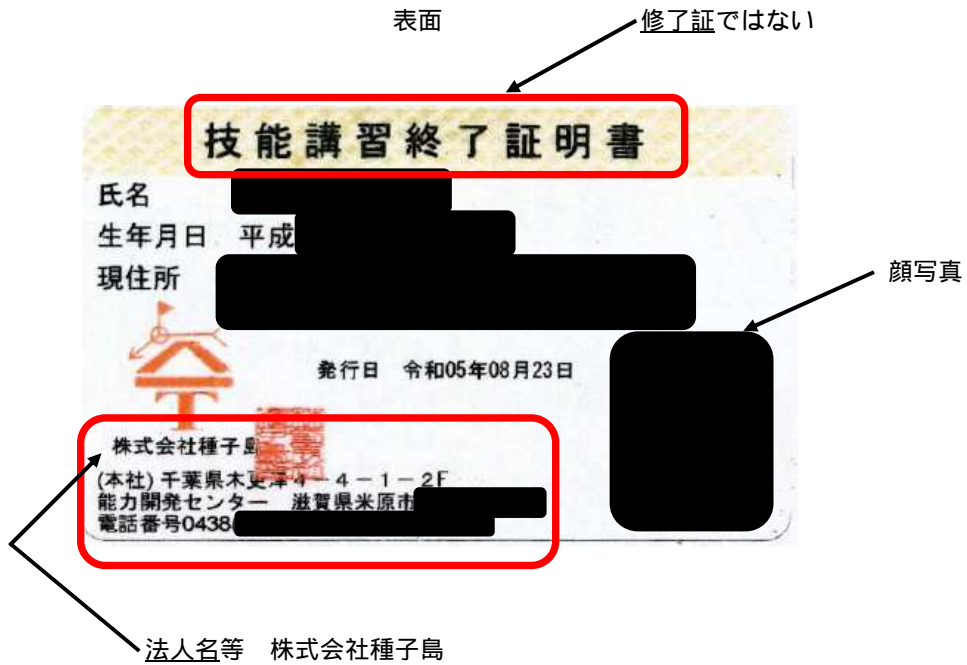 表面
修了証ではない
技能講習終了証明書
氏名
生年月日 平成
現住所
顔写真
発行日 令和05年08月23日
株式会社種子島
(本社)千葉県木更津4-4-1-2F
能力開発センター 滋賀県米原市
電話番号0438
法人名等 株式会社種子島